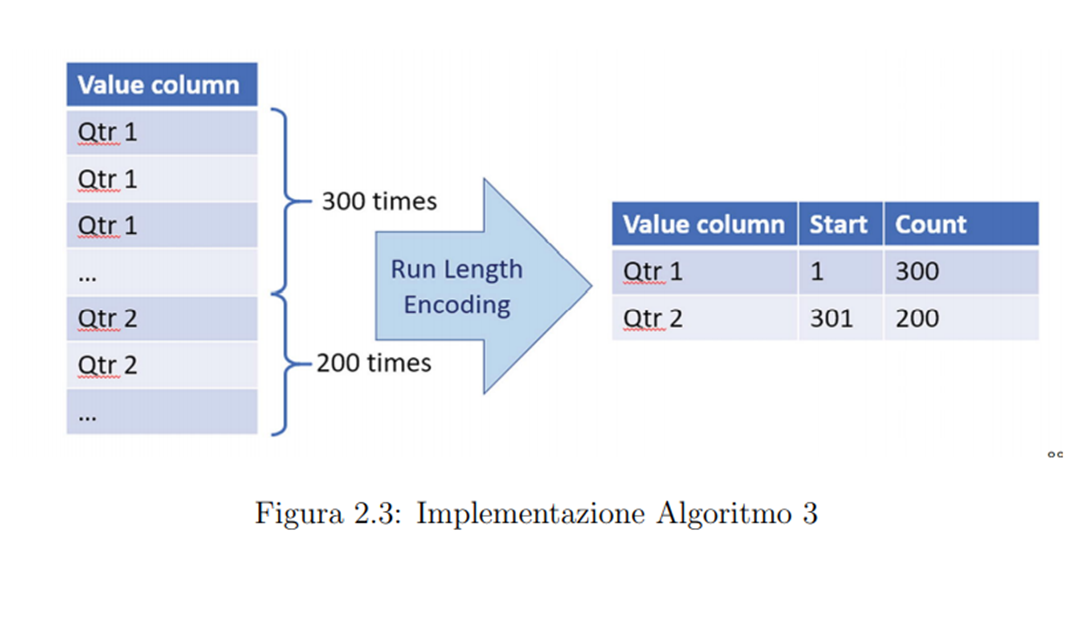 Value column
Qtr 1
Qtr 1
Qtr 1
...
Qtr 2
Qtr 2
...
300 times
200 times
Run Length
Encoding
Value column Start Count
Qtr 1 1 300
Qtr 2 301 200
Figura 2.3: Implementazione Algoritmo 3